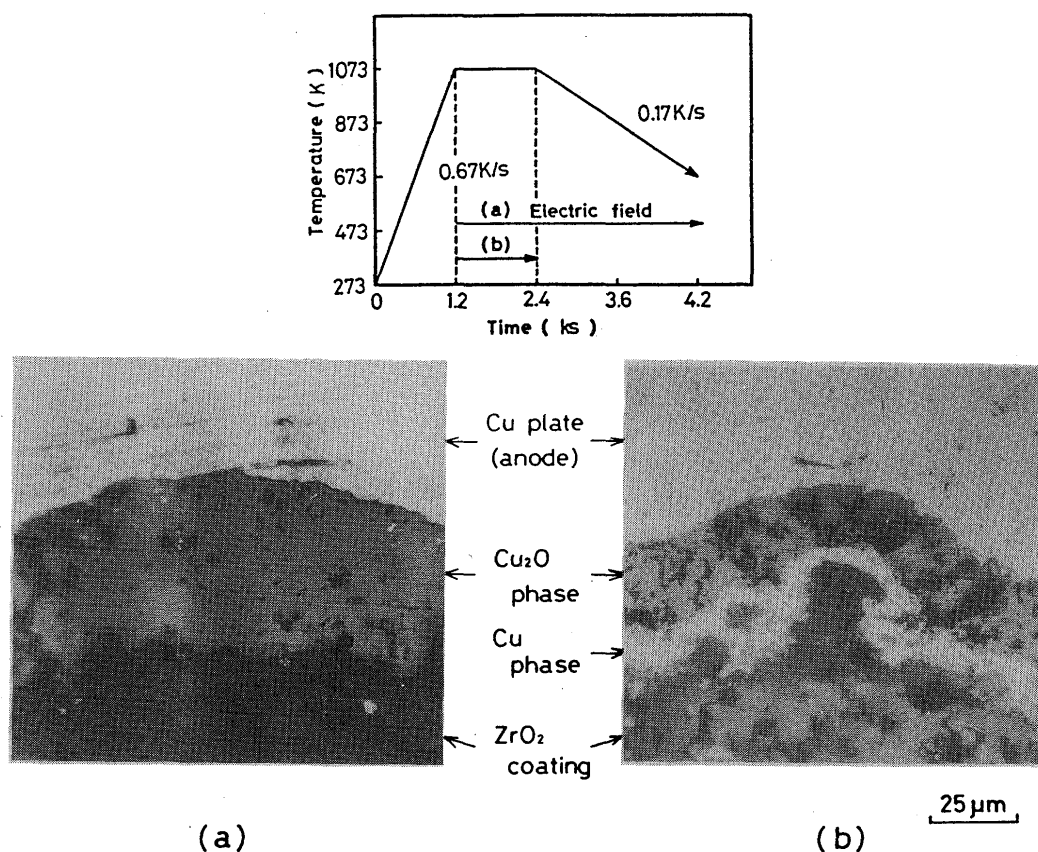 Temperature ( K )
1073
873
673
473
273
0.67K/s
0.17K/s
(a) Electric field
(b)
0 1.2 2.4 3.6 4.2
Time ( ks )
Cu plate
(anode)
Cu₂O
phase
Cu
phase
ZrO₂
coating
25 μm
(a) (b)